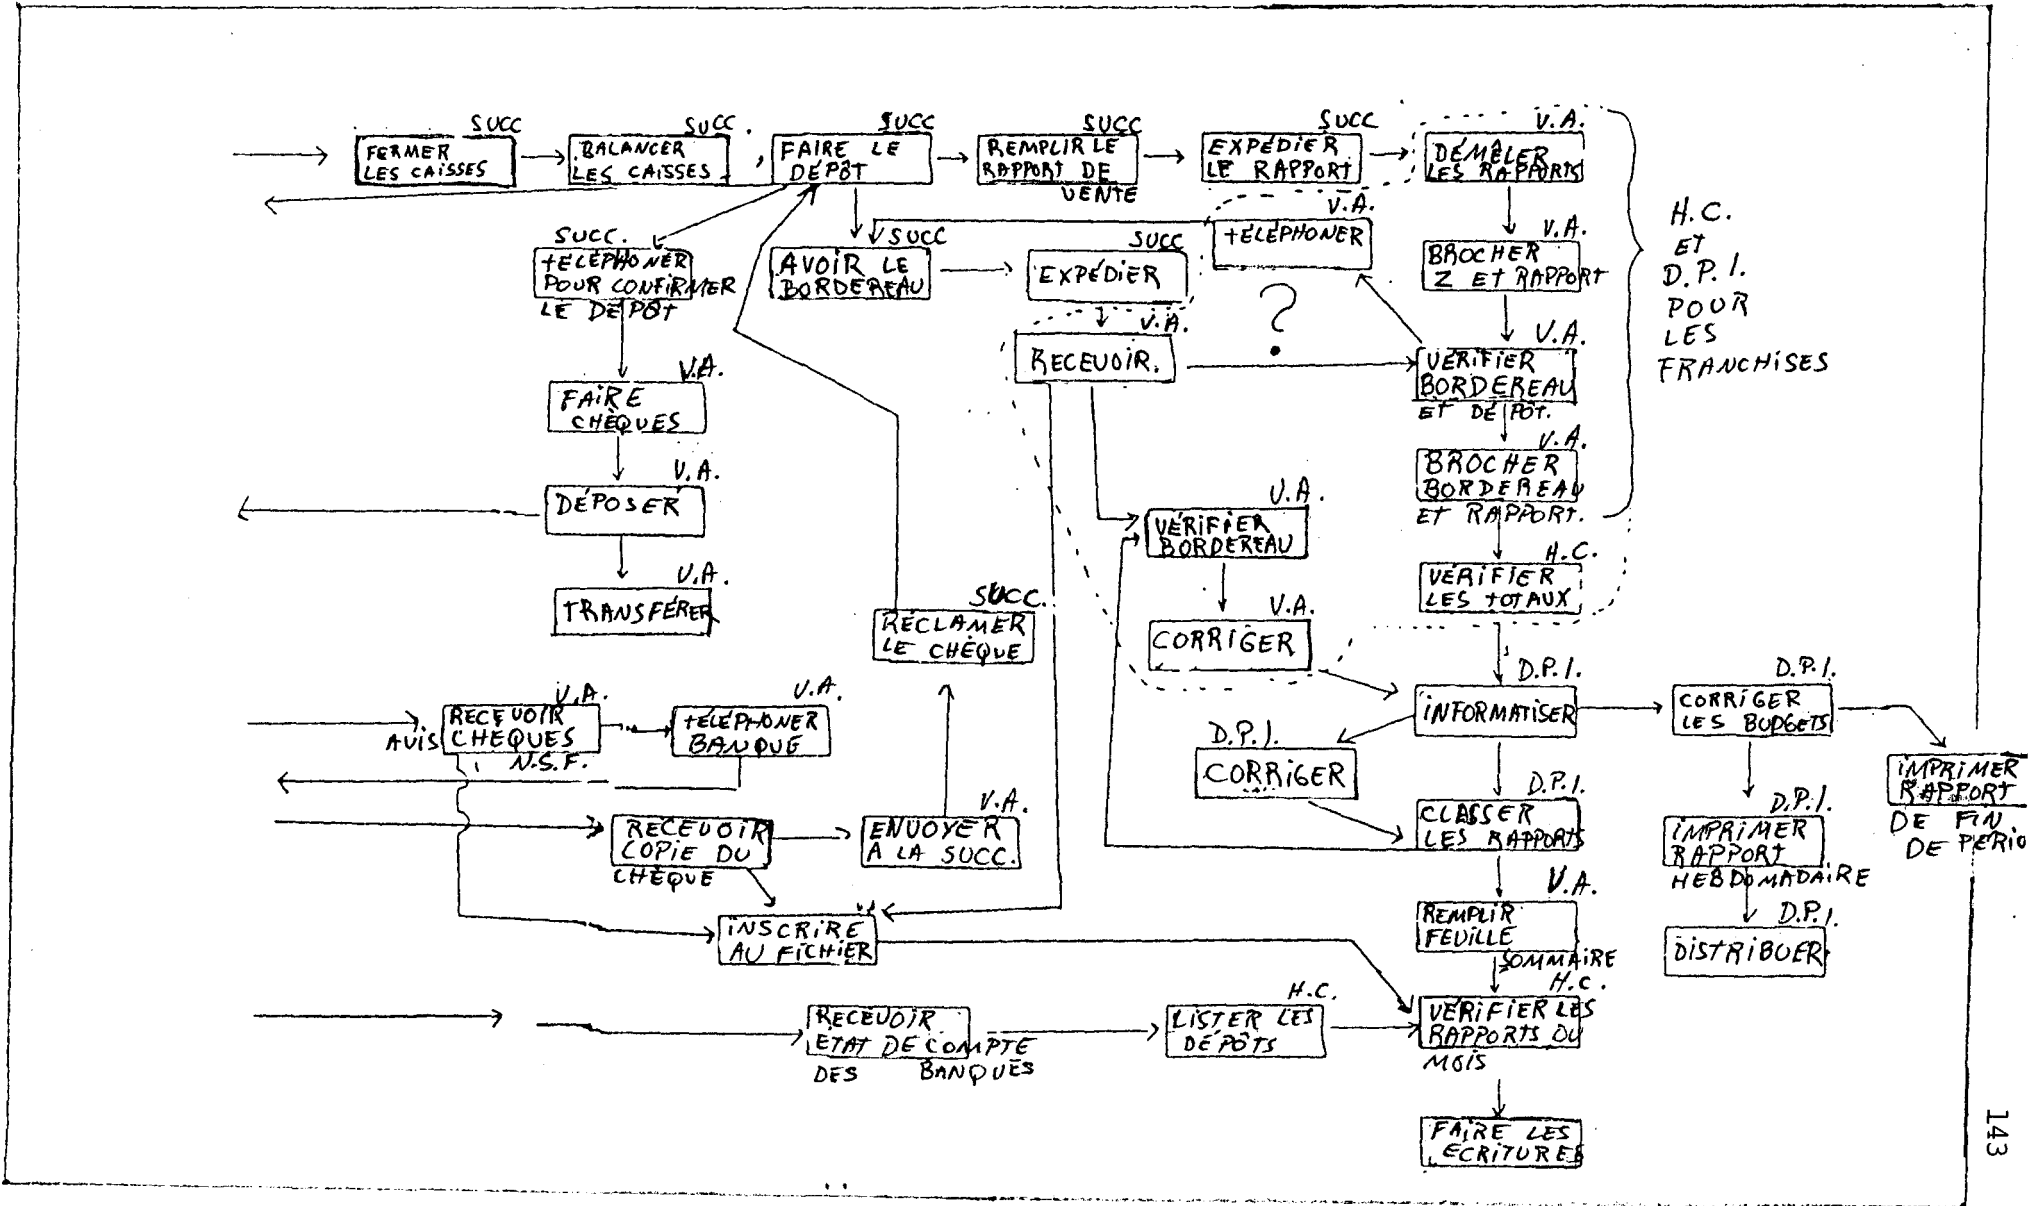 SUCC
FERMER
LES CAISSES
SUCC.
BALANCER
LES CAISSES
SUCC
FAIRE LE
DÉPÔT
SUCC
REMPLIR LE
RAPPORT DE
VENTE
SUCC
EXPÉDIER
LE RAPPORT
V.A.
DÉMÊLER
LES RAPPORTS
H.C.
ET
D.P.I.
POUR
LES
FRANCHISES
SUCC.
TÉLÉPHONER
POUR CONFIRMER
LE DÉPÔT
SUCC
AVOIR LE
BORDEREAU
SUCC
EXPÉDIER
V.A.
TÉLÉPHONER
V.A.
BROCHER
Z ET RAPPORT
?
V.A.
RECEVOIR.
V.A.
VÉRIFIER
BORDEREAU
ET DÉPÔT.
V.A.
FAIRE
CHÈQUES
V.A.
BROCHER
BORDEREAU
ET RAPPORT.
V.A.
DÉPOSER
V.A.
VÉRIFIER
BORDEREAU
H.C.
VÉRIFIER
LES TOTAUX
V.A.
TRANSFÉRER
SUCC.
RÉCLAMER
LE CHÈQUE
V.A.
CORRIGER
D.P.I.
INFORMATISER
D.P.I.
CORRIGER
LES BUDGETS
AVIS
V.A.
RECEVOIR
CHÈQUES
N.S.F.
V.A.
TÉLÉPHONER
BANQUE
D.P.I.
CORRIGER
IMPRIMER
RAPPORT
DE FIN
DE PÉRIO
V.A.
ENVOYER
À LA SUCC.
RECEVOIR
COPIE DU
CHÈQUE
D.P.I.
CLASSER
LES RAPPORTS
D.P.I.
IMPRIMER
RAPPORT
HEBDOMADAIRE
INSCRIRE
AU FICHIER
V.A.
REMPLIR
FEUILLE
SOMMAIRE
D.P.I.
DISTRIBUER
RECEVOIR
ÉTAT DE COMPTE
DES BANQUES
H.C.
LISTER LES
DÉPÔTS
H.C.
VÉRIFIER LES
RAPPORTS DU
MOIS
FAIRE LES
ÉCRITURES
143